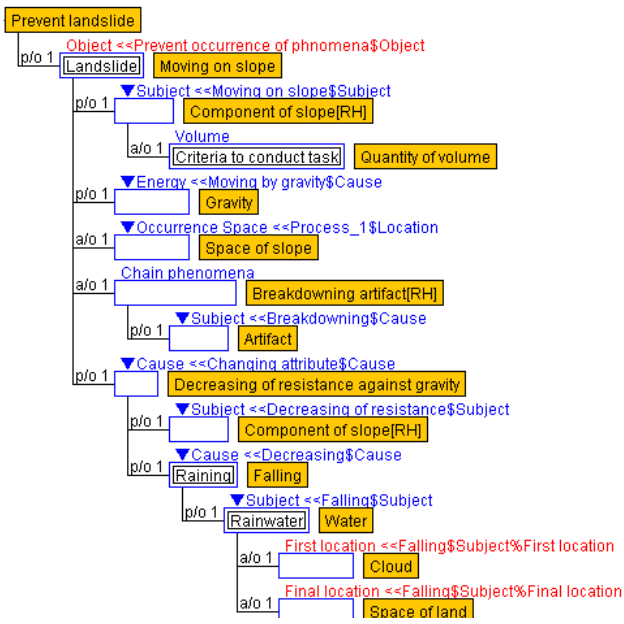 Prevent landslide
Object <<Prevent occurrence of phnomena$Object
p/o 1 Landslide Moving on slope
▼Subject <<Moving on slope$Subject
p/o 1 Component of slope[RH]
Volume
a/o 1 Criteria to conduct task Quantity of volume
▼Energy <<Moving by gravity$Cause
p/o 1 Gravity
▼Occurrence Space <<Process_1$Location
a/o 1 Space of slope
Chain phenomena
a/o 1 Breakdowning artifact[RH]
▼Subject <<Breakdowning$Cause
p/o 1 Artifact
▼Cause <<Changing attribute$Cause
p/o 1 Decreasing of resistance against gravity
▼Subject <<Decreasing of resistance$Subject
p/o 1 Component of slope[RH]
▼Cause <<Decreasing$Cause
p/o 1 Raining Falling
▼Subject <<Falling$Subject
p/o 1 Rainwater Water
First location <<Falling$Subject%First location
a/o 1 Cloud
Final location <<Falling$Subject%Final location
a/o 1 Space of land